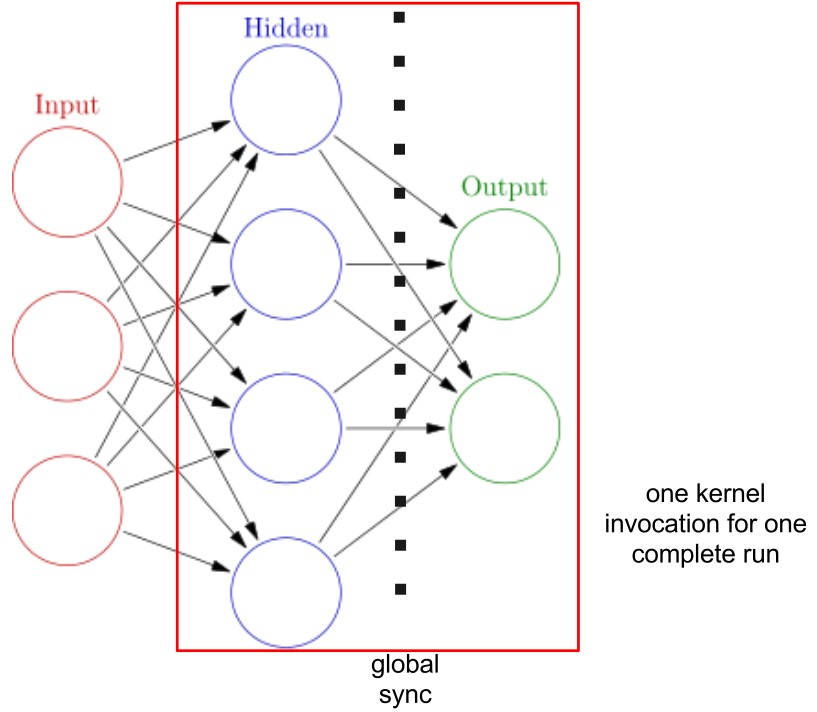 Hidden
Input
Output
one kernel
invocation for one
complete run
global
sync